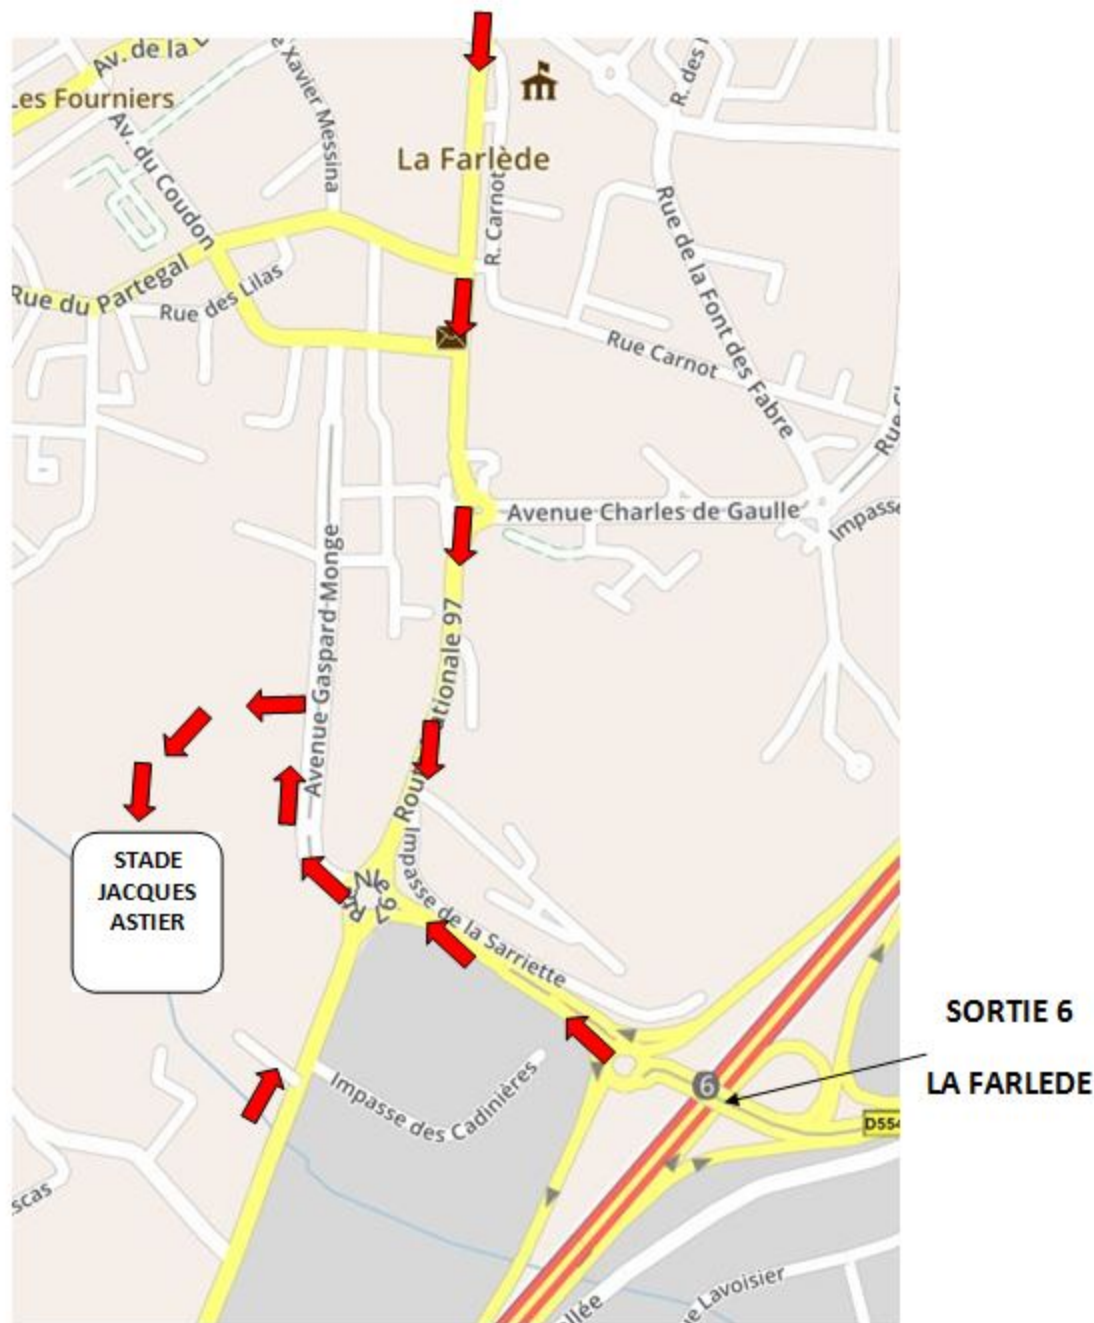 Av. de la
a Xavier Messina
R. des
Les Fourniers
Av. du Coudon
La Farlède
R. Carnot
Rue de la Font des Fabre
Rue du Partegal
Rue des Lilas
Rue Carnot
Avenue Charles de Gaulle
Impasse
Avenue Gaspard Monge
Route Nationale 97
STADE
JACQUES
ASTIER
Impasse de la Sarriette
SORTIE 6
6
LA FARLEDE
D554
Impasse des Cadinières
scas
allée
e Lavoisier